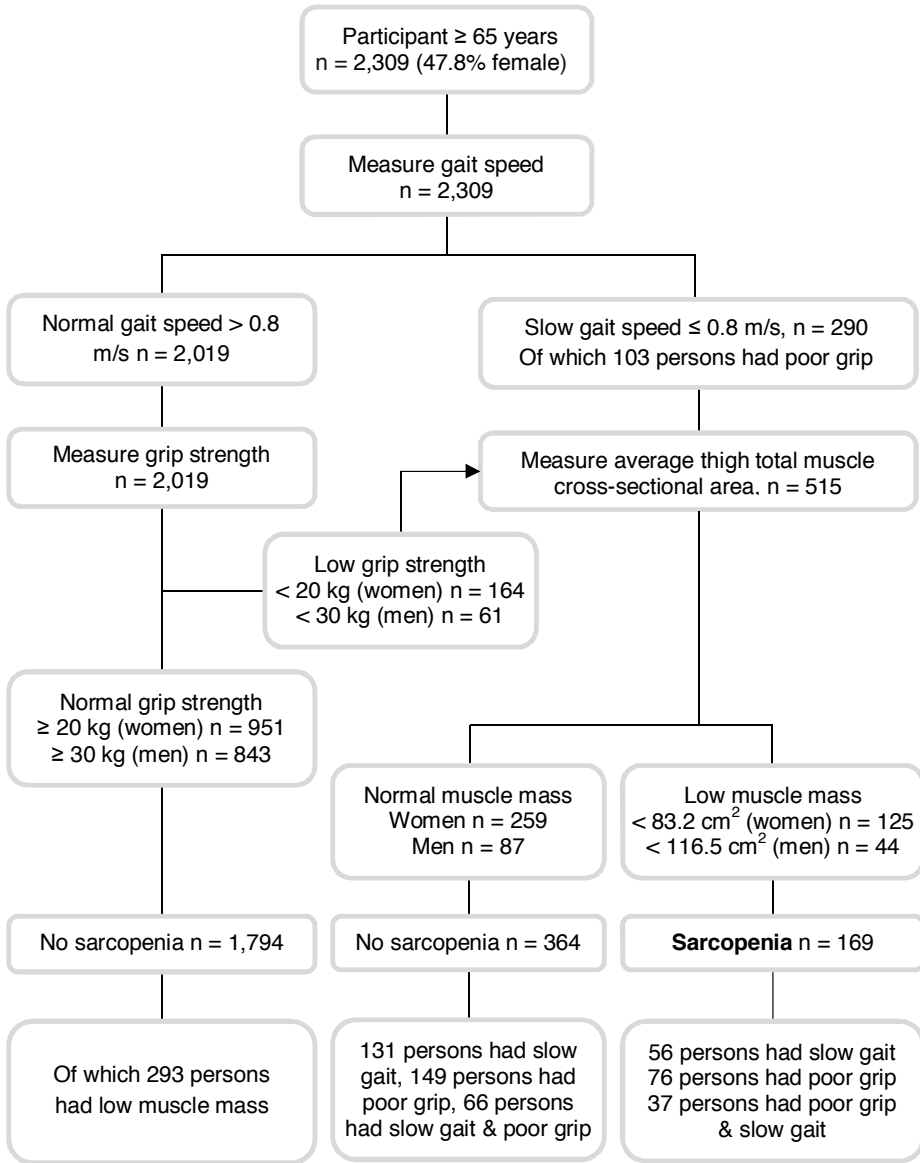 Participant ≥ 65 years
n = 2,309 (47.8% female)
Measure gait speed
n = 2,309
Normal gait speed > 0.8
m/s n = 2,019
Slow gait speed ≤ 0.8 m/s, n = 290
Of which 103 persons had poor grip
Measure grip strength
n = 2,019
Measure average thigh total muscle
cross-sectional area, n = 515
Low grip strength
< 20 kg (women) n = 164
< 30 kg (men) n = 61
Normal grip strength
≥ 20 kg (women) n = 951
≥ 30 kg (men) n = 843
Normal muscle mass
Women n = 259
Men n = 87
Low muscle mass
< 83.2 cm² (women) n = 125
< 116.5 cm² (men) n = 44
No sarcopenia n = 1,794
No sarcopenia n = 364
Sarcopenia n = 169
Of which 293 persons
had low muscle mass
131 persons had slow
gait, 149 persons had
poor grip, 66 persons
had slow gait & poor grip
56 persons had slow gait
76 persons had poor grip
37 persons had poor grip
& slow gait